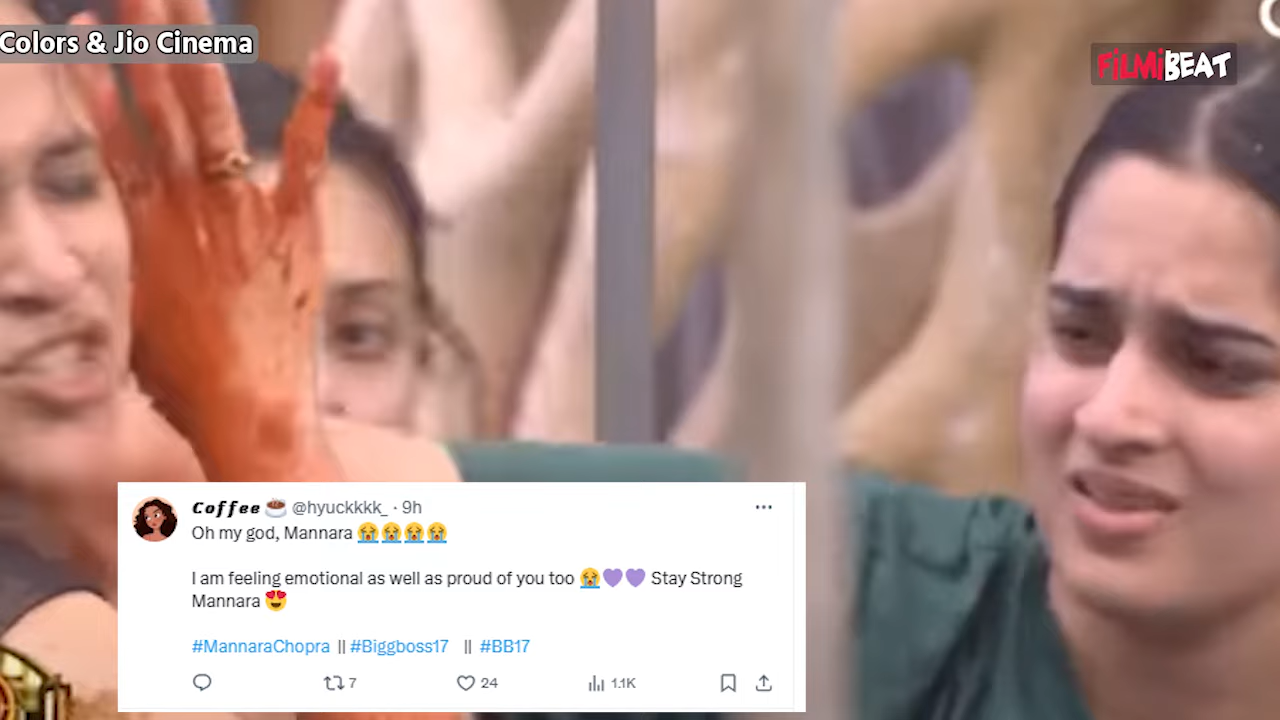 Colors & Jio Cinema
FiLMiBEAT
Coffee☕ @hyuckkkk_ · 9h
Oh my god, Mannara 😭😭😭😭
I am feeling emotional as well as proud of you too 😭💜💜 Stay Strong
Mannara 😍
#MannaraChopra || #Biggboss17 || #BB17
7 24 1.1K